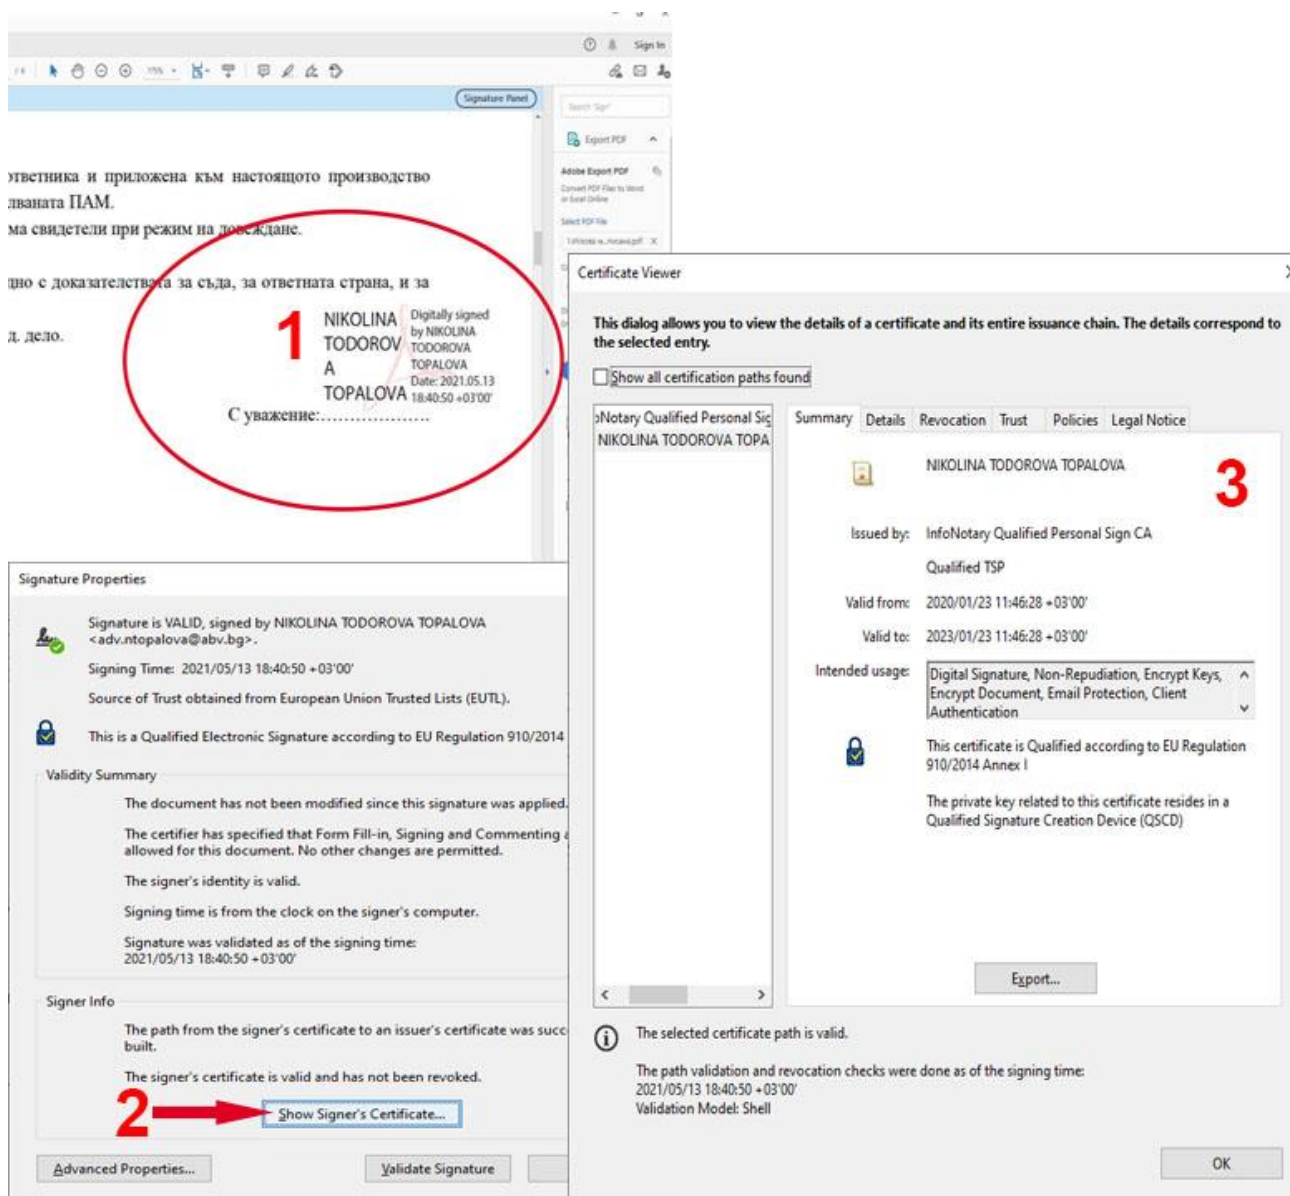 Sign In
Signature Panel
Export PDF
Adobe Export PDF
Convert PDF Files to Word
or Excel Online
Select PDF File
ответника и приложена към настоящото производство
лваната ПАМ.
ма свидетели при режим на довеждане.
дно с доказателствата за съда, за ответната страна, и за
д. дело.
1
NIKOLINA
TODOROV
A
TOPALOVA
Digitally signed
by NIKOLINA
TODOROVA
TOPALOVA
Date: 2021.05.13
18:40:50 +03'00'
С уважение:...................
Signature Properties
Signature is VALID, signed by NIKOLINA TODOROVA TOPALOVA
<adv.ntopalova@abv.bg>.
Signing Time: 2021/05/13 18:40:50 +03'00'
Source of Trust obtained from European Union Trusted Lists (EUTL).
This is a Qualified Electronic Signature according to EU Regulation 910/2014
Validity Summary
The document has not been modified since this signature was applied.
The certifier has specified that Form Fill-in, Signing and Commenting a
allowed for this document. No other changes are permitted.
The signer's identity is valid.
Signing time is from the clock on the signer's computer.
Signature was validated as of the signing time:
2021/05/13 18:40:50 +03'00'
Signer Info
The path from the signer's certificate to an issuer's certificate was succ
built.
The signer's certificate is valid and has not been revoked.
2
Show Signer's Certificate...
Advanced Properties...
Validate Signature
Certificate Viewer
This dialog allows you to view the details of a certificate and its entire issuance chain. The details correspond to
the selected entry.
Show all certification paths found
oNotary Qualified Personal Sig
NIKOLINA TODOROVA TOPA
Summary Details Revocation Trust Policies Legal Notice
NIKOLINA TODOROVA TOPALOVA
3
Issued by: InfoNotary Qualified Personal Sign CA
Qualified TSP
Valid from: 2020/01/23 11:46:28 +03'00'
Valid to: 2023/01/23 11:46:28 +03'00'
Intended usage: Digital Signature, Non-Repudiation, Encrypt Keys,
Encrypt Document, Email Protection, Client
Authentication
This certificate is Qualified according to EU Regulation
910/2014 Annex I
The private key related to this certificate resides in a
Qualified Signature Creation Device (QSCD)
Export...
The selected certificate path is valid.
The path validation and revocation checks were done as of the signing time:
2021/05/13 18:40:50 +03'00'
Validation Model: Shell
OK